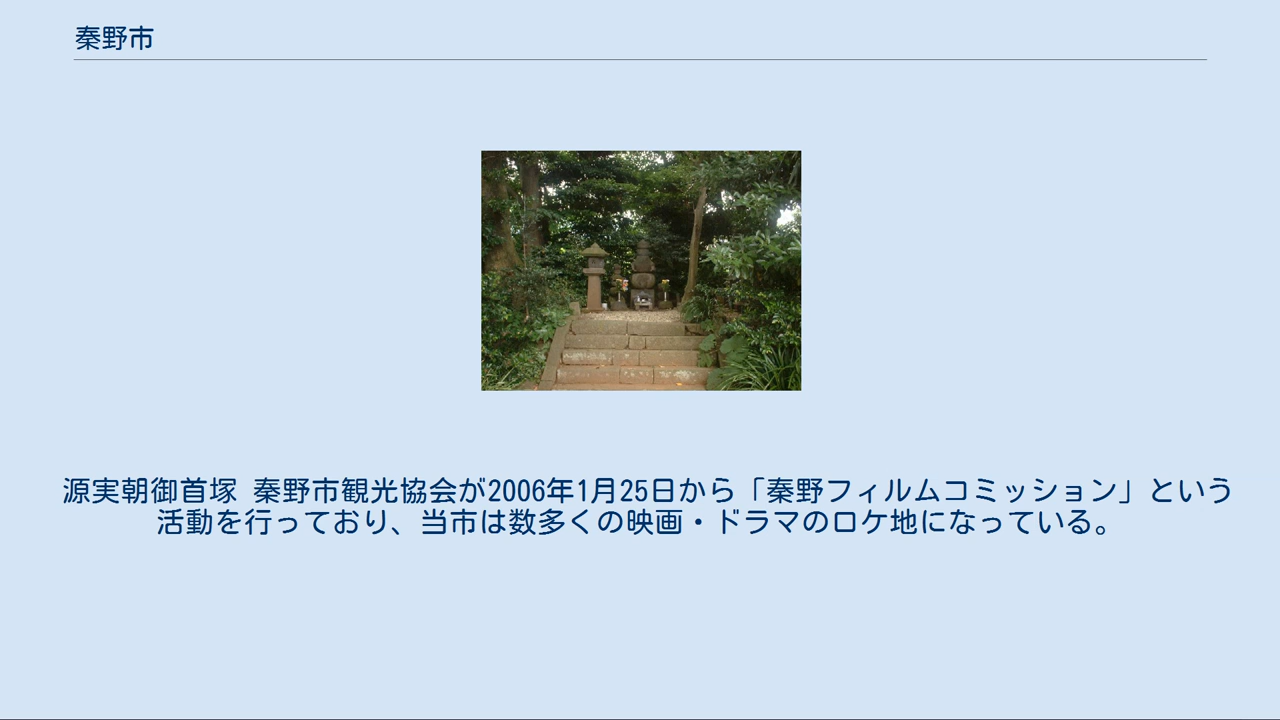 秦野市
源実朝御首塚 秦野市観光協会が2006年1月25日から「秦野フィルムコミッション」という
活動を行っており、当市は数多くの映画・ドラマのロケ地になっている。